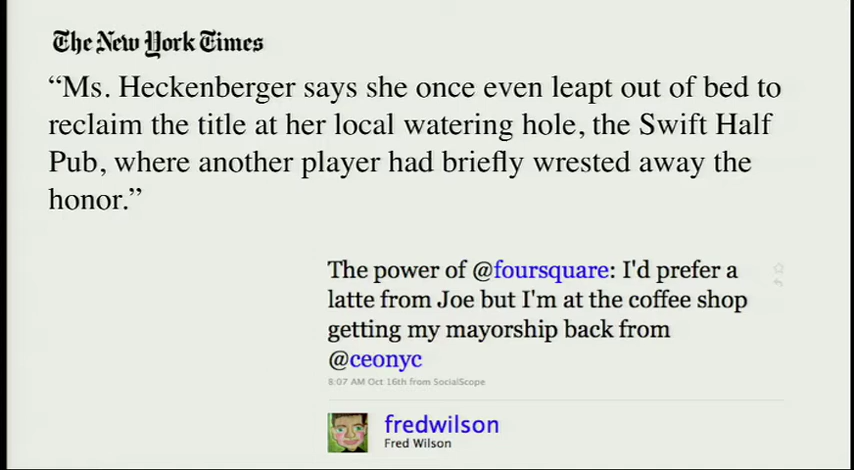 The New York Times
“Ms. Heckenberger says she once even leapt out of bed to
reclaim the title at her local watering hole, the Swift Half
Pub, where another player had briefly wrested away the
honor.”
The power of @foursquare: I'd prefer a
latte from Joe but I'm at the coffee shop
getting my mayorship back from
@ceonyc
8:07 AM Oct 16th from SocialScope
fredwilson
Fred Wilson